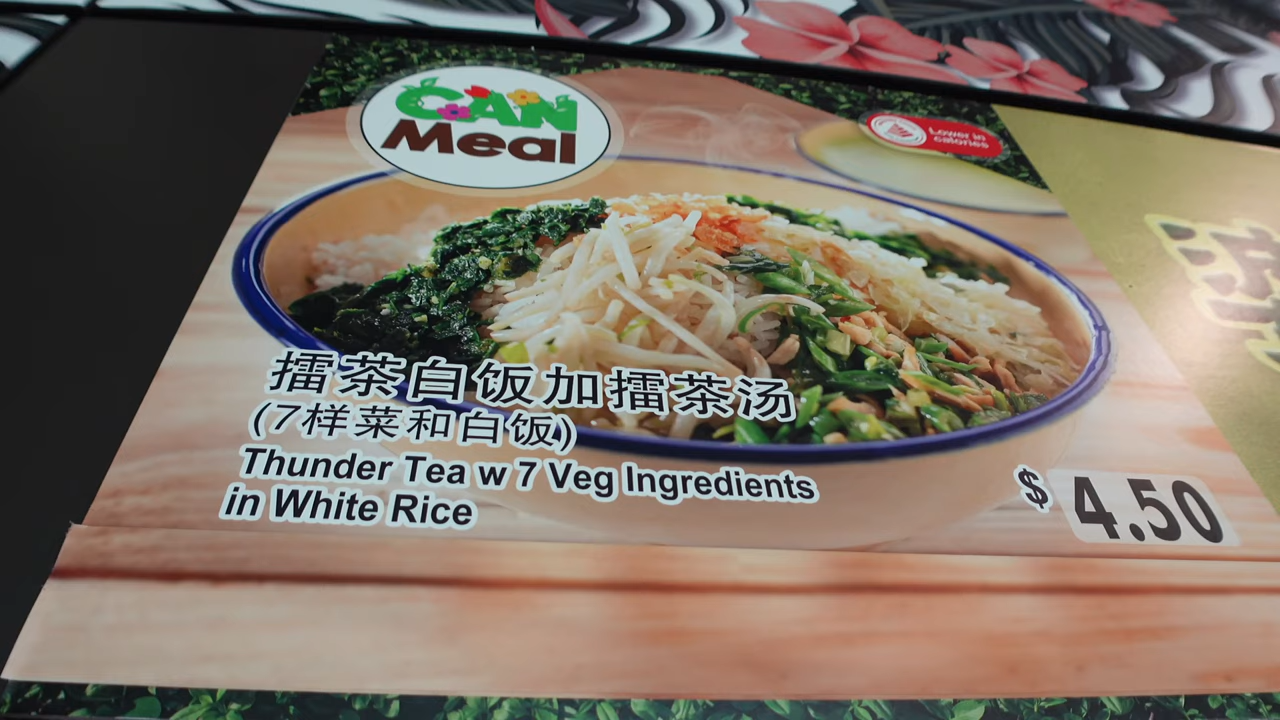 CAN
Meal
Lower in
calories
擂茶白饭加擂茶汤
(7样菜和白饭)
Thunder Tea w 7 Veg Ingredients
in White Rice
$ 4.50